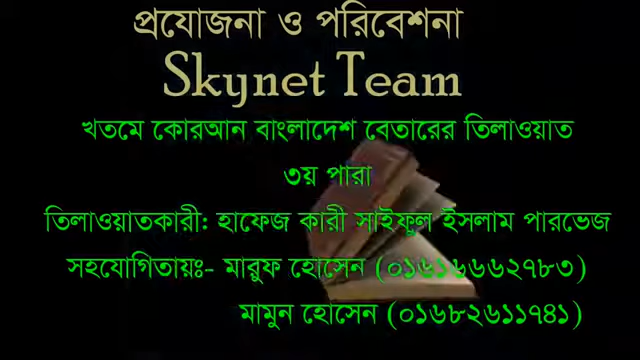 প্রযোজনা ও পরিবেশনা
Skynet Team
খতমে কোরআন বাংলাদেশ বেতারের তিলাওয়াত
৩য় পারা
তিলাওয়াতকারী: হাফেজ কারী সাইফুল ইসলাম পারভেজ
সহযোগিতায়ঃ- মারুফ হোসেন (০১৬১৬৬৬২৭৮৩)
মামুন হোসেন (০১৬৮২৬১১৭৪১)